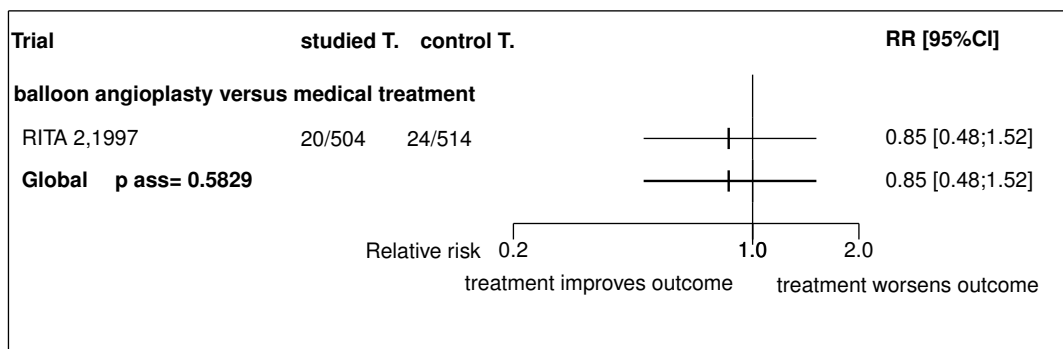 Trial studied T. control T. RR [95%CI]
balloon angioplasty versus medical treatment
RITA 2,1997 20/504 24/514 0.85 [0.48;1.52]
Global p ass= 0.5829 0.85 [0.48;1.52]
Relative risk 0.2 1.0 2.0
treatment improves outcome treatment worsens outcome